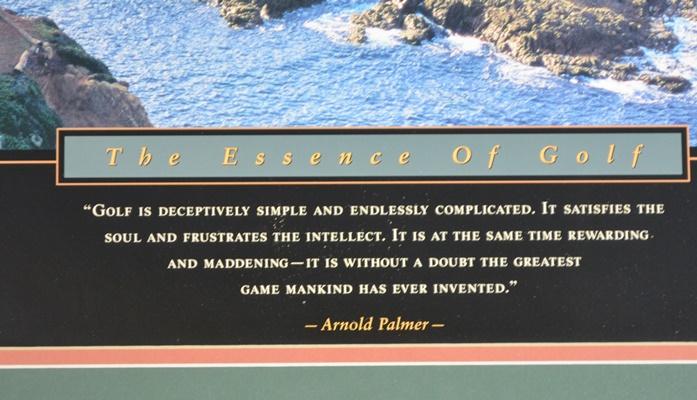 The Essence Of Golf
“Golf is deceptively simple and endlessly complicated. It satisfies the
soul and frustrates the intellect. It is at the same time rewarding
and maddening—it is without a doubt the greatest
game mankind has ever invented.”
— Arnold Palmer —